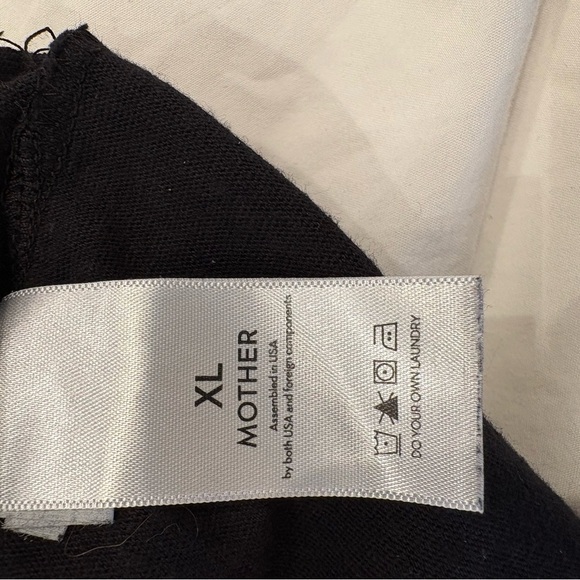 XL
MOTHER
Assembled in USA
by both USA and foreign components
DO YOUR OWN LAUNDRY